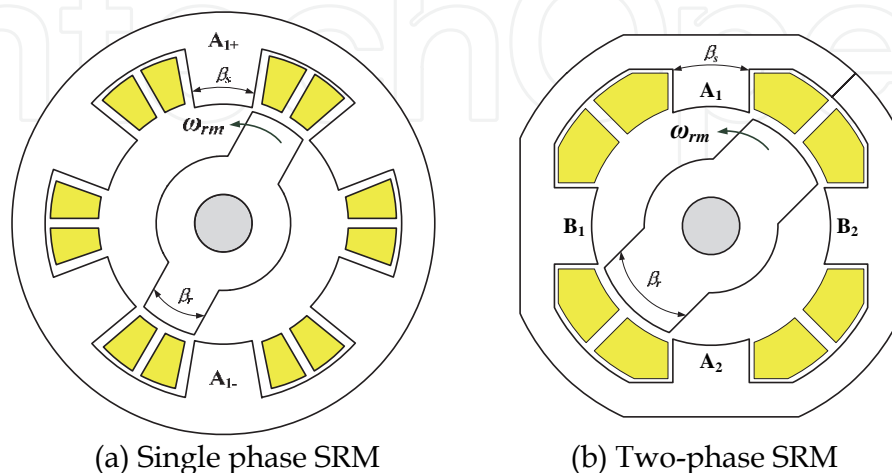 A₁₊
βₛ
ωᵣₘ
βᵣ
A₁₋
(a) Single phase SRM
βₛ
A₁
ωᵣₘ
B₁
B₂
βᵣ
A₂
(b) Two-phase SRM